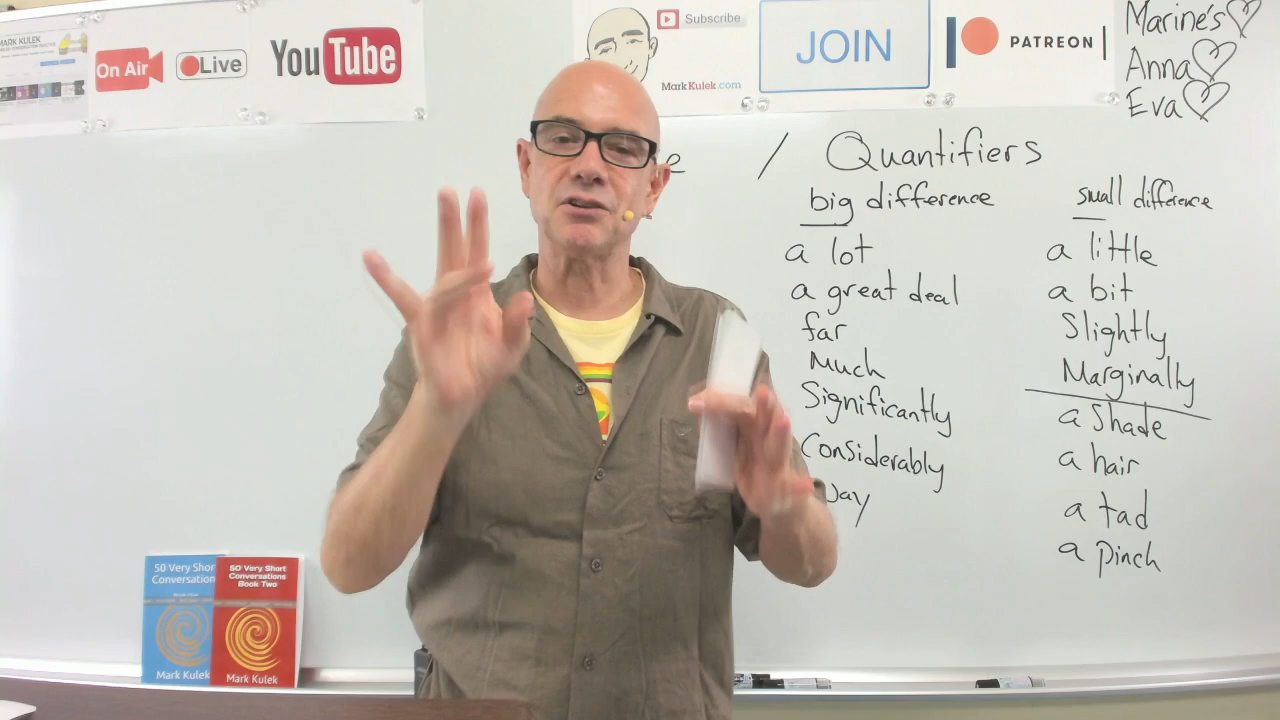 MARK KULEK
On Air
Live
YouTube
Subscribe
MarkKulek.com
JOIN
PATREON
Marine's
Anna
Eva
/ Quantifiers
big difference
a lot
a great deal
far
Much
Significantly
Considerably
small difference
a little
a bit
Slightly
Marginally
a Shade
a hair
a tad
a pinch
50 Very Short
Conversations
Mark Kulek
50 Very Short
Conversations
Book Two
Mark Kulek